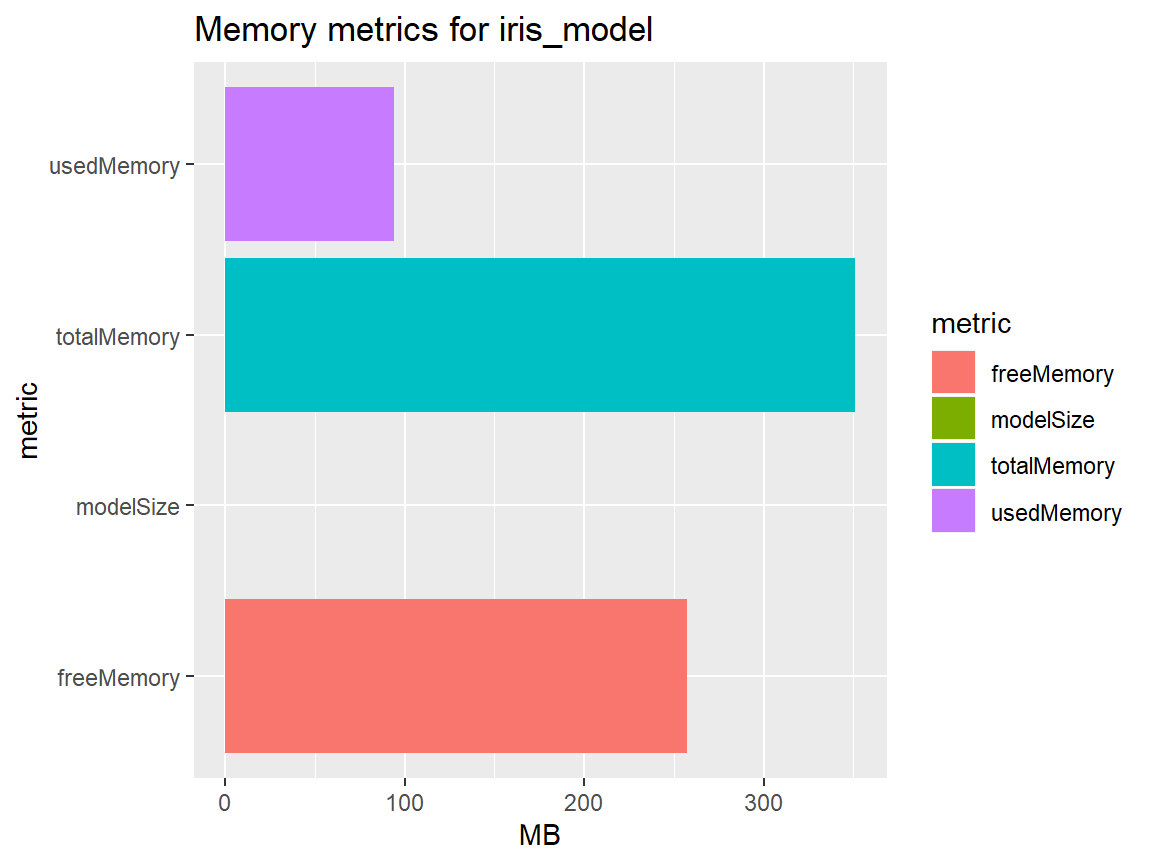 Memory metrics for iris_model
usedMemory
totalMemory
modelSize
freeMemory
metric
0 100 200 300
MB
metric
freeMemory
modelSize
totalMemory
usedMemory